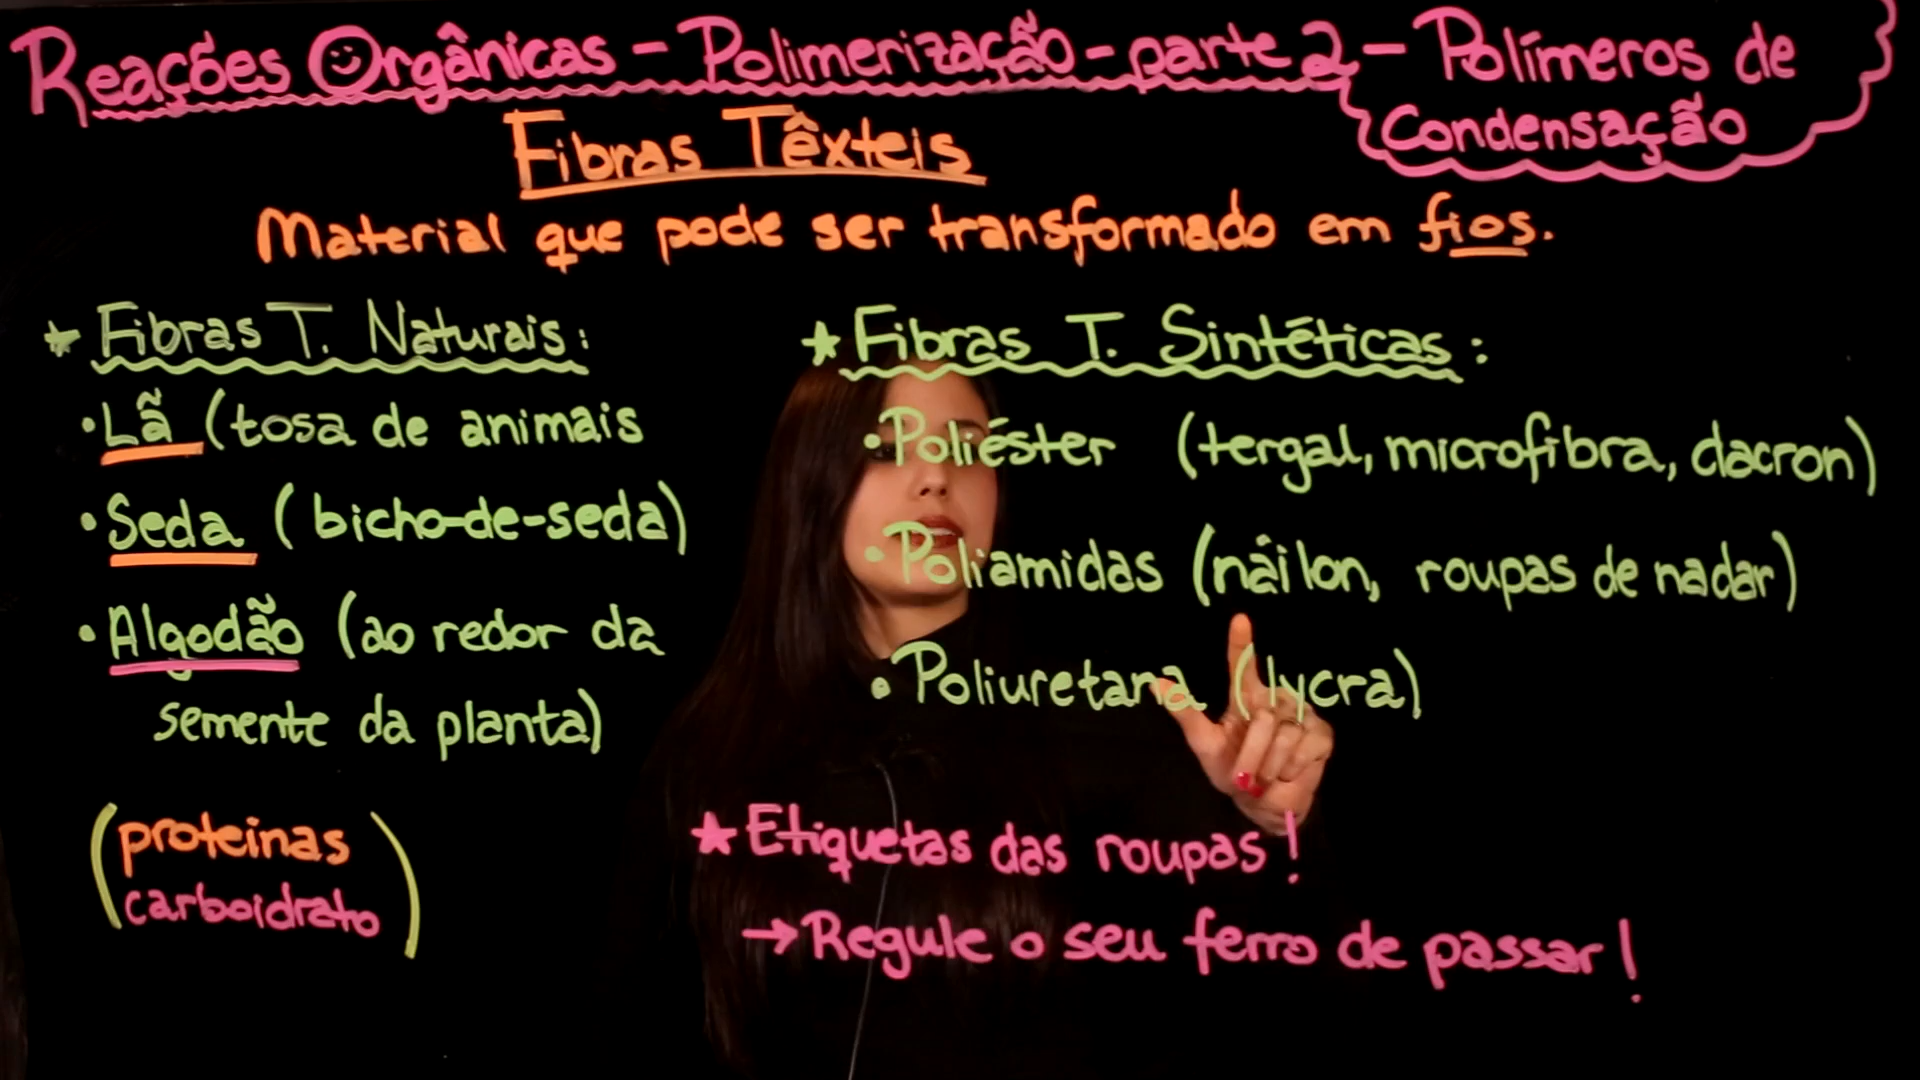 Reações Orgânicas - Polimerização - parte 2 - Polímeros de
Condensação
Fibras Têxteis
Material que pode ser transformado em fios.
★ Fibras T. Naturais:
• Lã (tosa de animais
• Seda (bicho-de-seda)
• Algodão (ao redor da
semente da planta)
(proteinas
carboidrato)
★ Fibras T. Sintéticas:
• Poliéster (tergal, microfibra, dacron)
• Poliamidas (náilon, roupas de nadar)
• Poliuretana (lycra)
★ Etiquetas das roupas!
→ Regule o seu ferro de passar!